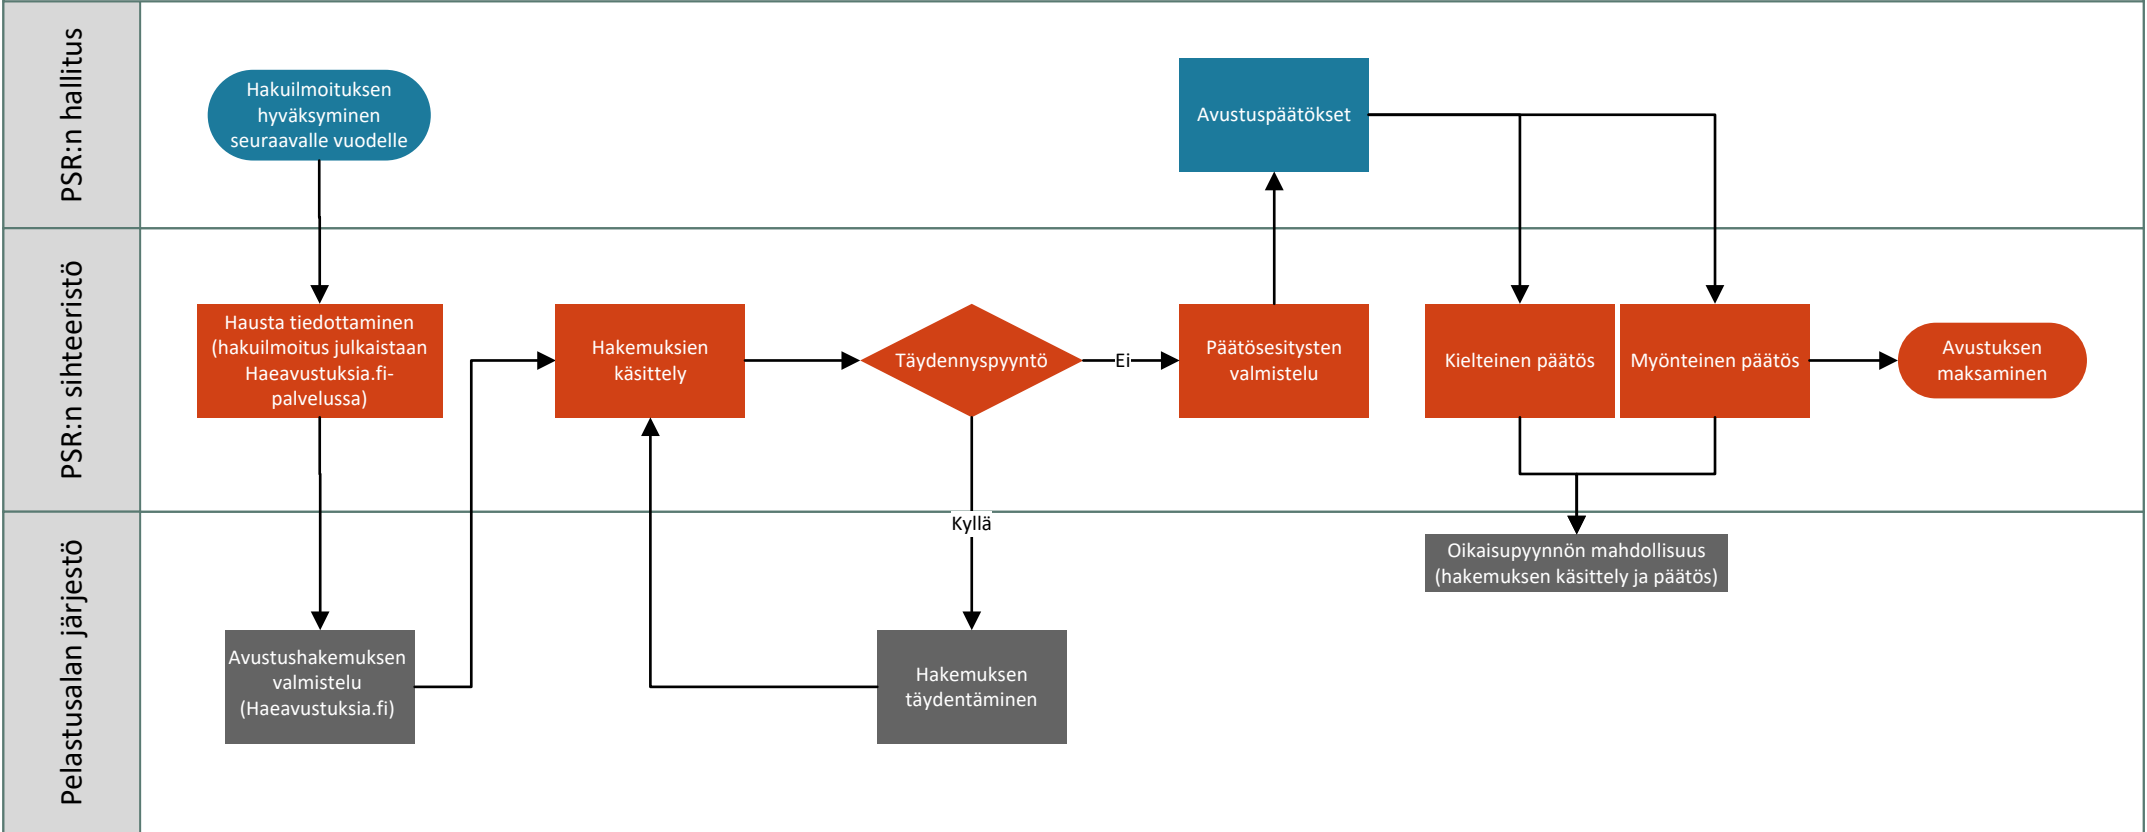 PSR:n hallitus
Hakuilmoituksen
hyväksyminen
seuraavalle vuodelle
Avustuspäätökset
PSR:n sihteeristö
Hausta tiedottaminen
(hakuilmoitus julkaistaan
Haeavustuksia.fi-
palvelussa)
Hakemuksien
käsittely
Täydennyspyyntö
Ei
Päätösesitysten
valmistelu
Kielteinen päätös
Myönteinen päätös
Avustuksen
maksaminen
Kyllä
Pelastusalan järjestö
Avustushakemuksen
valmistelu
(Haeavustuksia.fi)
Hakemuksen
täydentäminen
Oikaisupyynnön mahdollisuus
(hakemuksen käsittely ja päätös)